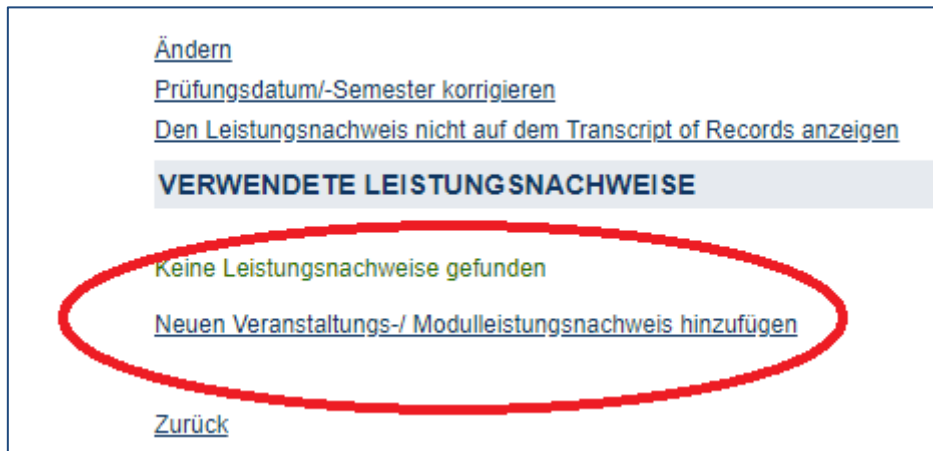 Ändern
Prüfungsdatum/-Semester korrigieren
Den Leistungsnachweis nicht auf dem Transcript of Records anzeigen
VERWENDETE LEISTUNGSNACHWEISE
Keine Leistungsnachweise gefunden
Neuen Veranstaltungs-/ Modulleistungsnachweis hinzufügen
Zurück